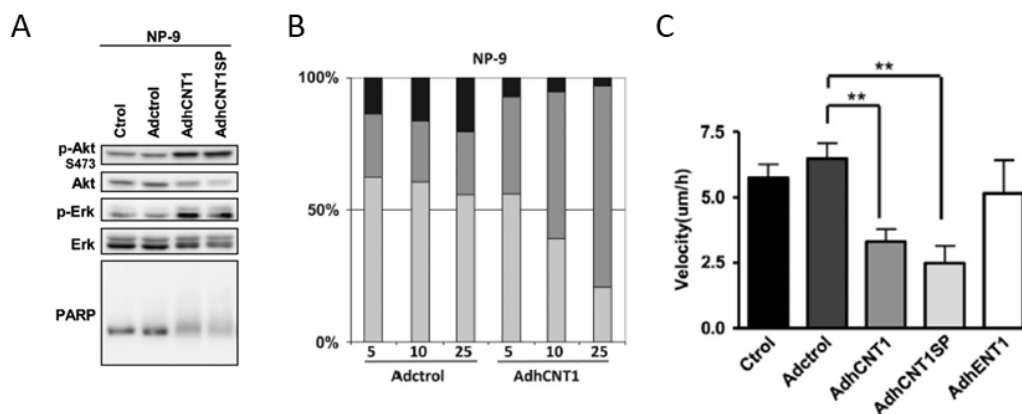 A
NP-9
Ctrol
Adctrol
AdhCNT1
AdhCNT1SP
p-Akt
S473
Akt
p-Erk
Erk
PARP
B
NP-9
100%
50%
0%
5 10 25 5 10 25
Adctrol AdhCNT1
C
**
**
Velocity(um/h)
7.5
5.0
2.5
0.0
Ctrol
Adctrol
AdhCNT1
AdhCNT1SP
AdhENT1